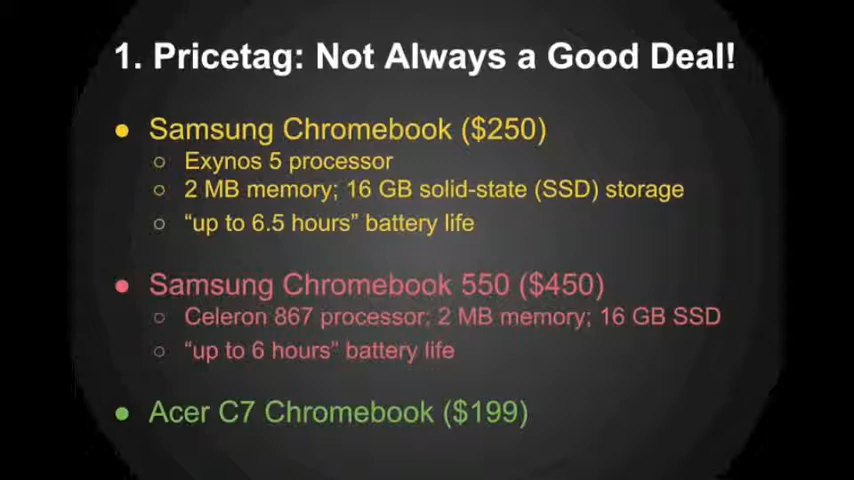 1. Pricetag: Not Always a Good Deal!
● Samsung Chromebook ($250)
○ Exynos 5 processor
○ 2 MB memory; 16 GB solid-state (SSD) storage
○ “up to 6.5 hours” battery life
● Samsung Chromebook 550 ($450)
○ Celeron 867 processor; 2 MB memory; 16 GB SSD
○ “up to 6 hours” battery life
● Acer C7 Chromebook ($199)